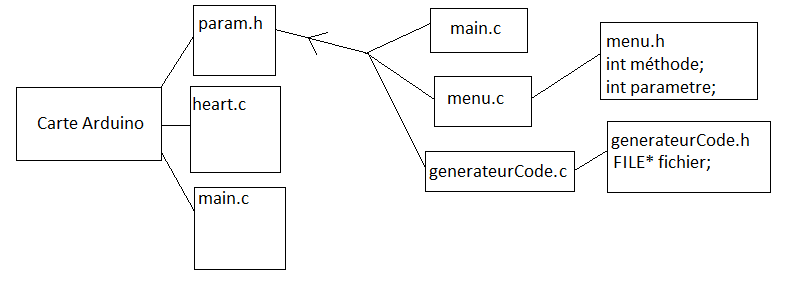 Carte Arduino
param.h
heart.c
main.c
main.c
menu.c
generateurCode.c
menu.h
int méthode;
int parametre;
generateurCode.h
FILE* fichier;